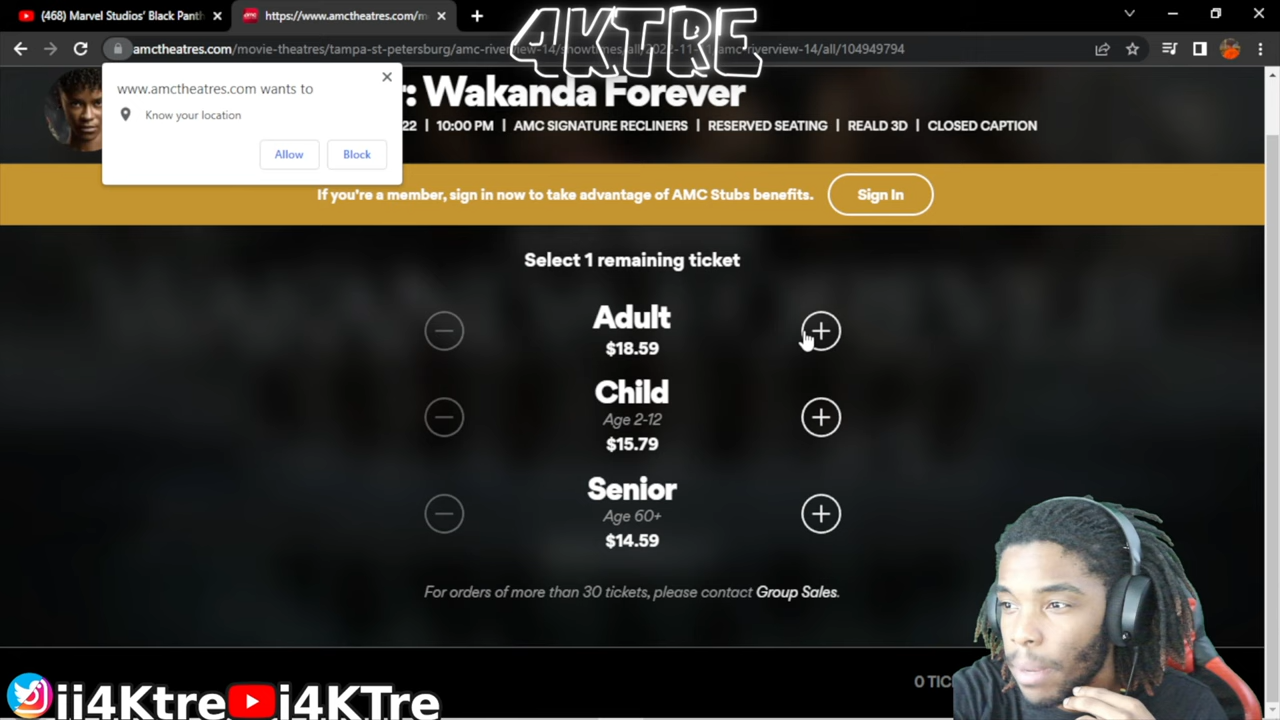 (468) Marvel Studios' Black Panth
https://www.amctheatres.com/m
4KTRE
amctheatres.com/movie-theatres/tampa-st-petersburg/amc-riverview-14/showtimes/all/2022-11-11/amc-riverview-14/all/104949794
www.amctheatres.com wants to
Know your location
Allow
Block
: Wakanda Forever
22 | 10:00 PM | AMC SIGNATURE RECLINERS | RESERVED SEATING | REALD 3D | CLOSED CAPTION
If you're a member, sign in now to take advantage of AMC Stubs benefits.
Sign In
Select 1 remaining ticket
Adult
$18.59
Child
Age 2-12
$15.79
Senior
Age 60+
$14.59
For orders of more than 30 tickets, please contact Group Sales.
0 TIC
ii4Ktre
i4KTre